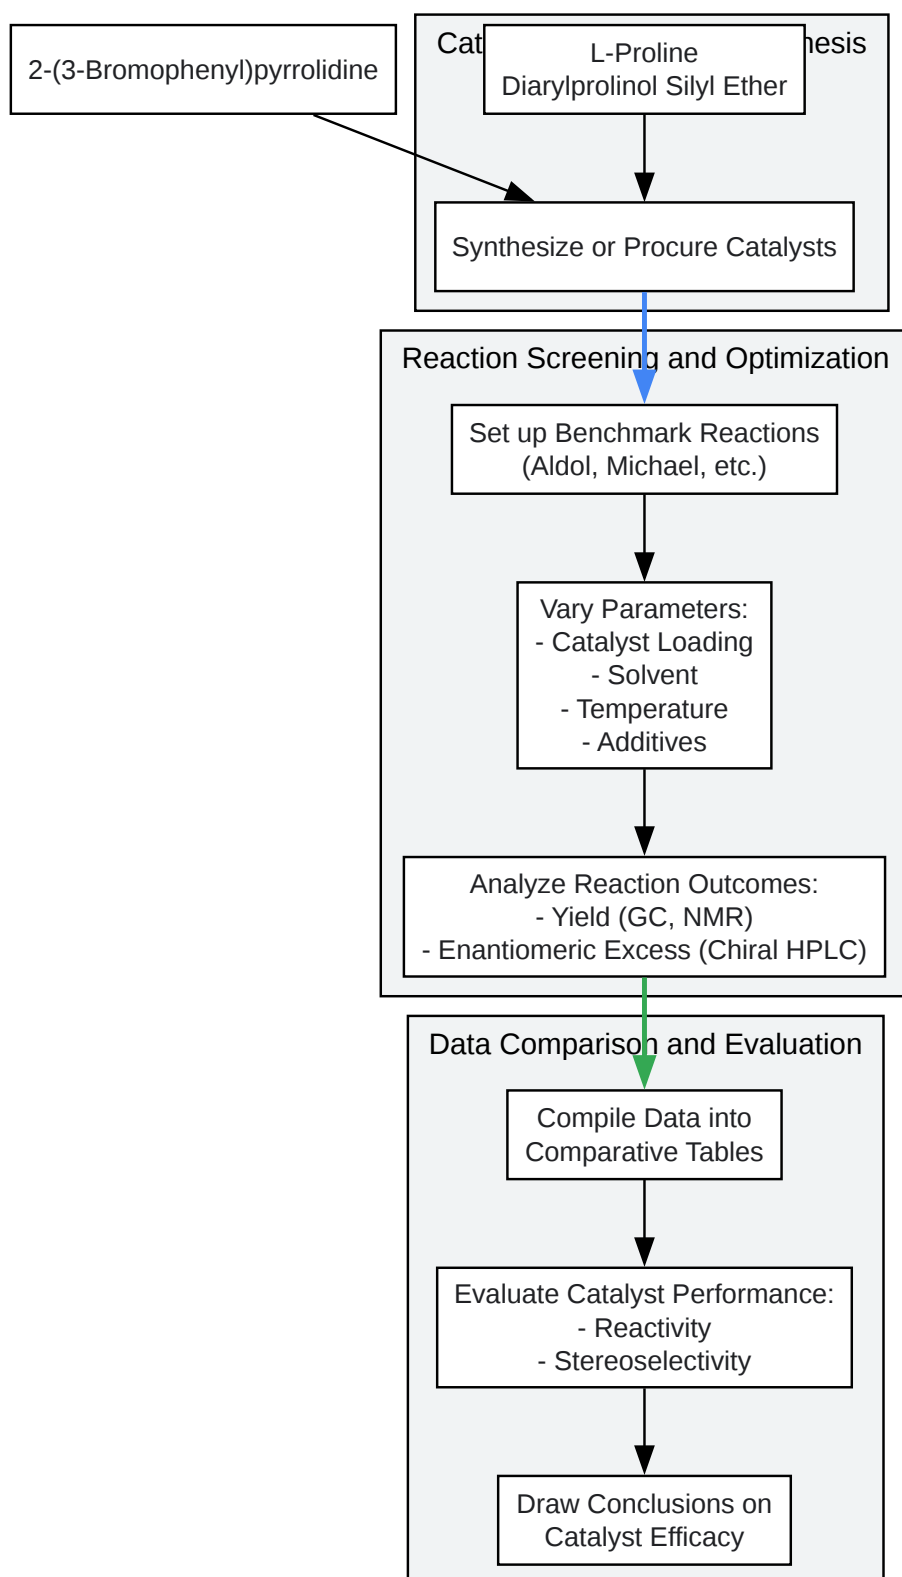 2-(3-Bromophenyl)pyrrolidine
L-Proline
Diarylprolinol Silyl Ether
Synthesize or Procure Catalysts
Reaction Screening and Optimization
Set up Benchmark Reactions
(Aldol, Michael, etc.)
Vary Parameters:
- Catalyst Loading
- Solvent
- Temperature
- Additives
Analyze Reaction Outcomes:
- Yield (GC, NMR)
- Enantiomeric Excess (Chiral HPLC)
Data Comparison and Evaluation
Compile Data into
Comparative Tables
Evaluate Catalyst Performance:
- Reactivity
- Stereoselectivity
Draw Conclusions on
Catalyst Efficacy